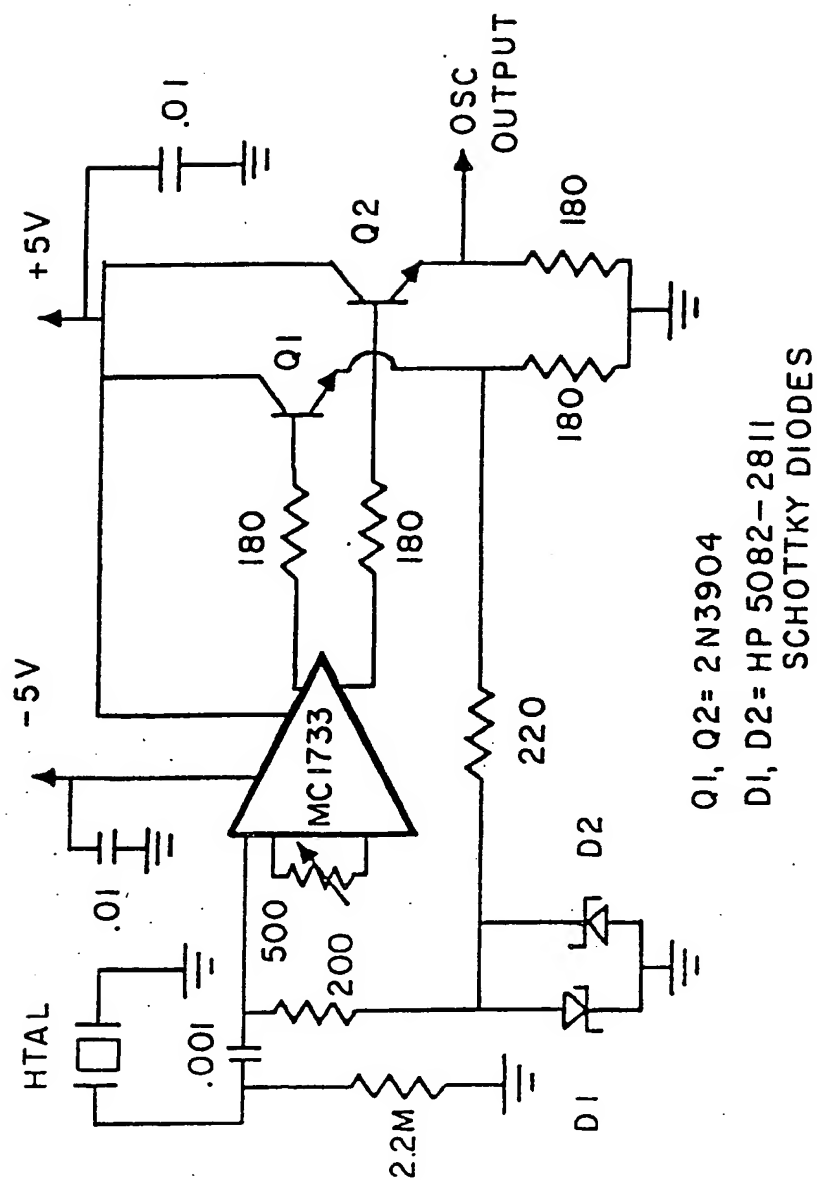 HTAL
.01
-5V
+5V
.01
.001
2.2M
500
200
MC1733
180
180
Q1
Q2
OSC
OUTPUT
220
180
180
D1
D2
Q1, Q2= 2N3904
D1, D2= HP 5082-2811
SCHOTTKY DIODES